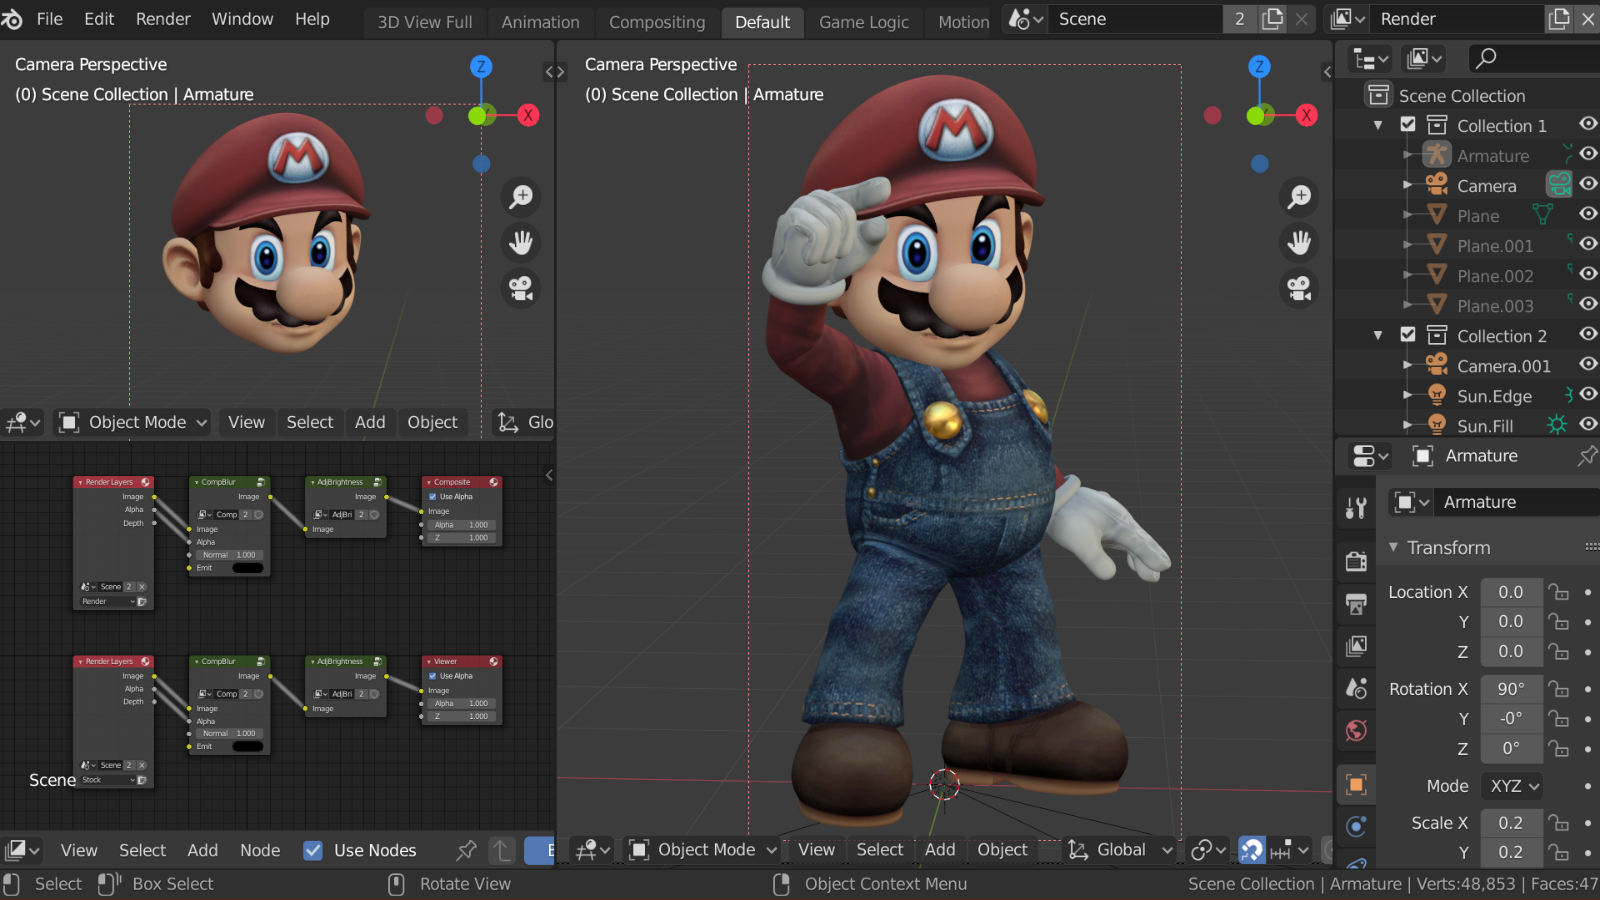 File Edit Render Window Help 3D View Full Animation Compositing Default Game Logic Motion Scene 2 Render
Camera Perspective
(0) Scene Collection | Armature
Z
X
M
Object Mode View Select Add Object Glo
Render Layers
Image
Alpha
Depth
Scene 2
Render
CompBlur
Image
Comp 2
Image
Alpha
Normal 1.000
Emit
AdjBrightness
Image
AdjBri 2
Image
Composite
Use Alpha
Image
Alpha 1.000
Z 1.000
Render Layers
Image
Alpha
Depth
Scene 2
Stock
CompBlur
Image
Comp 2
Image
Alpha
Normal 1.000
Emit
AdjBrightness
Image
AdjBri 2
Image
Viewer
Use Alpha
Image
Alpha 1.000
Z 1.000
Scene
View Select Add Node Use Nodes
Camera Perspective
(0) Scene Collection | Armature
Z
X
M
Object Mode View Select Add Object Global
Scene Collection
Collection 1
Armature
Camera
Plane
Plane.001
Plane.002
Plane.003
Collection 2
Camera.001
Sun.Edge
Sun.Fill
Armature
Armature
Transform
Location X 0.0
Y 0.0
Z 0.0
Rotation X 90°
Y -0°
Z 0°
Mode XYZ
Scale X 0.2
Y 0.2
Select Box Select Rotate View Object Context Menu Scene Collection | Armature | Verts:48,853 | Faces:47